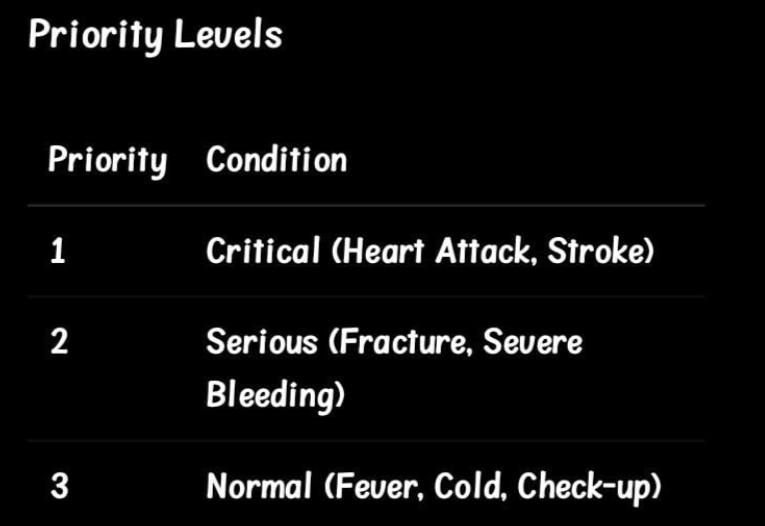 Priority Levels
Priority Condition
1 Critical (Heart Attack, Stroke)
2 Serious (Fracture, Severe
Bleeding)
3 Normal (Fever, Cold, Check-up)